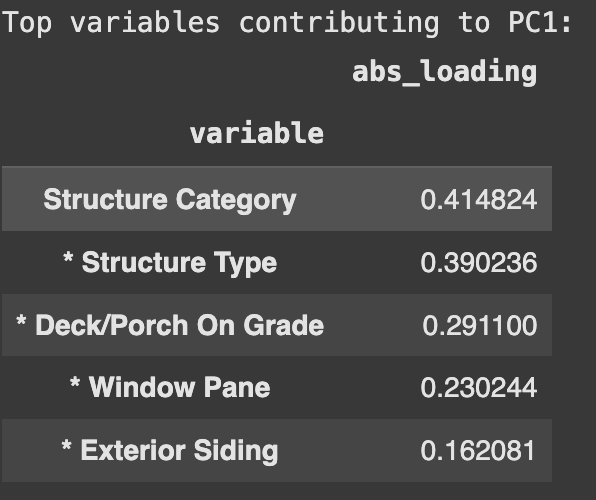 Top variables contributing to PC1:
abs_loading
variable
Structure Category 0.414824
* Structure Type 0.390236
* Deck/Porch On Grade 0.291100
* Window Pane 0.230244
* Exterior Siding 0.162081